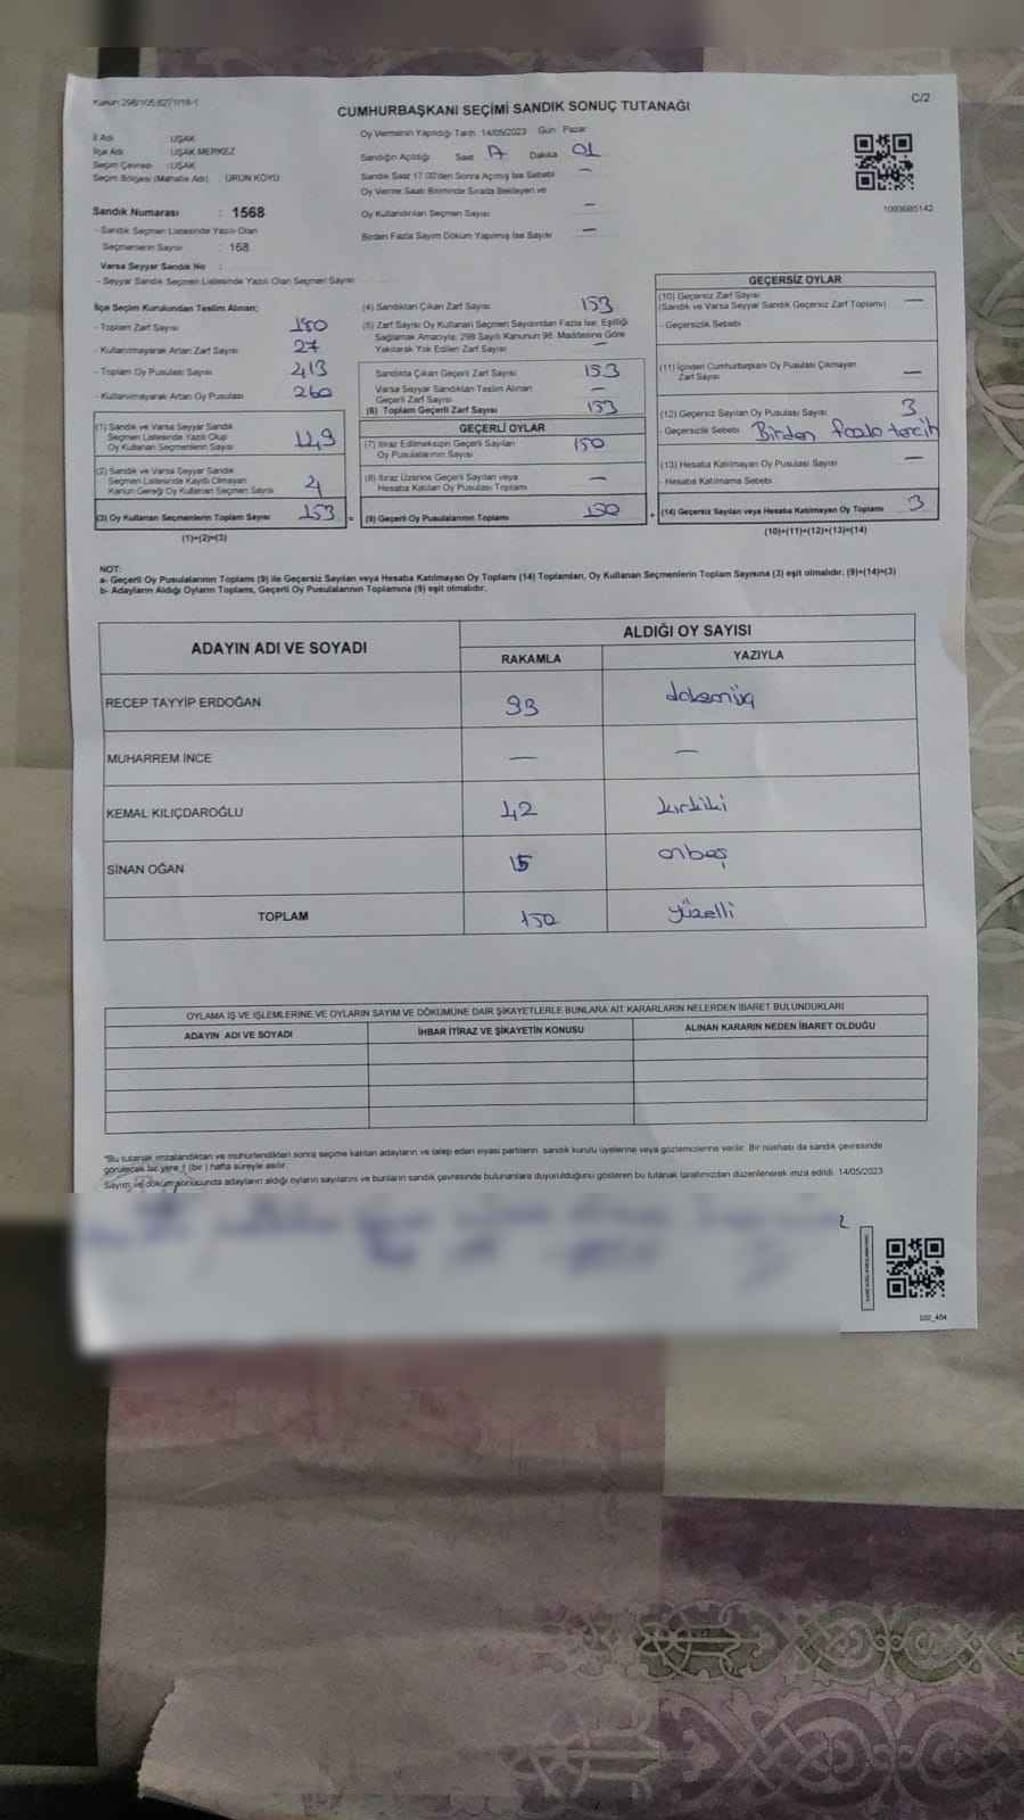 Kanun: 298/105,6271/18-1
C/2
CUMHURBAŞKANI SEÇİMİ SANDIK SONUÇ TUTANAĞI
İl Adı : UŞAK
İlçe Adı : UŞAK MERKEZ
Seçim Çevresi : UŞAK
Seçim Bölgesi (Mahalle Adı) : ÜRÜN KÖYÜ
Sandık Numarası : 1568
- Sandık Seçmen Listesinde Yazılı Olan
Seçmenlerin Sayısı : 168
Varsa Seyyar Sandık No :
- Seyyar Sandık Seçmen Listesinde Yazılı Olan Seçmen Sayısı
Oy Vermenin Yapıldığı Tarih 14/05/2023 Gün Pazar
Sandığın Açıldığı Saat 17 Dakika 01
Sandık Saat 17.00'den Sonra Açılmış İse Sebebi —
Oy Verme Saati Bitiminde Sırada Bekleyen ve
Oy Kullandırılan Seçmen Sayısı —
Birden Fazla Sayım Döküm Yapılmış İse Sayısı —
1093685142
İlçe Seçim Kurulundan Teslim Alınan;
- Toplam Zarf Sayısı 180
- Kullanılmayarak Artan Zarf Sayısı 27
- Toplam Oy Pusulası Sayısı 413
- Kullanılmayarak Artan Oy Pusulası 260
(1) Sandık ve Varsa Seyyar Sandık
Seçmen Listesinde Yazılı Olup
Oy Kullanan Seçmenlerin Sayısı 149
(2) Sandık ve Varsa Seyyar Sandık
Seçmen Listesinde Kayıtlı Olmayan
Kanun Gereği Oy Kullanan Seçmen Sayısı 4
(3) Oy Kullanan Seçmenlerin Toplam Sayısı 153
(1)+(2)=(3)
(4) Sandıktan Çıkan Zarf Sayısı 153
(5) Zarf Sayısı Oy Kullanan Seçmen Sayısından Fazla İse, Eşitliği
Sağlamak Amacıyla, 298 Sayılı Kanunun 98. Maddesine Göre
Yakılarak Yok Edilen Zarf Sayısı —
Sandıkta Çıkan Geçerli Zarf Sayısı 153
Varsa Seyyar Sandıktan Teslim Alınan
Geçerli Zarf Sayısı —
(6) Toplam Geçerli Zarf Sayısı 153
GEÇERLİ OYLAR
(7) İtiraz Edilmeksizin Geçerli Sayılan
Oy Pusulalarının Sayısı 150
(8) İtiraz Üzerine Geçerli Sayılan veya
Hesaba Katılan Oy Pusulası Toplamı —
(9) Geçerli Oy Pusulalarının Toplamı 150
GEÇERSİZ OYLAR
(10) Geçersiz Zarf Sayısı
(Sandık ve Varsa Seyyar Sandık Geçersiz Zarf Toplamı) —
- Geçersizlik Sebebi
(11) İçinden Cumhurbaşkanı Oy Pusulası Çıkmayan
Zarf Sayısı —
(12) Geçersiz Sayılan Oy Pusulası Sayısı 3
- Geçersizlik Sebebi Birden fazla tercih
(13) Hesaba Katılmayan Oy Pusulası Sayısı —
- Hesaba Katılmama Sebebi
(14) Geçersiz Sayılan veya Hesaba Katılmayan Oy Toplamı 3
(10)+(11)+(12)+(13)=(14)
NOT:
a- Geçerli Oy Pusulalarının Toplamı (9) ile Geçersiz Sayılan veya Hesaba Katılmayan Oy Toplamı (14) Toplamları, Oy Kullanan Seçmenlerin Toplam Sayısına (3) eşit olmalıdır. (9)+(14)=(3)
b- Adayların Aldığı Oyların Toplamı, Geçerli Oy Pusulalarının Toplamına (9) eşit olmalıdır.
ADAYIN ADI VE SOYADI
ALDIĞI OY SAYISI
RAKAMLA YAZIYLA
RECEP TAYYİP ERDOĞAN 93 doksanüç
MUHARREM İNCE — —
KEMAL KILIÇDAROĞLU 42 kırkiki
SİNAN OĞAN 15 onbeş
TOPLAM 150 yüzelli
OYLAMA İŞ VE İŞLEMLERİNE VE OYLARIN SAYIM VE DÖKÜMÜNE DAİR ŞİKAYETLERLE BUNLARA AİT KARARLARIN NELERDEN İBARET BULUNDUKLARI
ADAYIN ADI VE SOYADI İHBAR İTİRAZ VE ŞİKAYETİN KONUSU ALINAN KARARIN NEDEN İBARET OLDUĞU
*Bu tutanak imzalandıktan ve mühürlendikten sonra seçime katılan adayların ve talep eden siyasi partilerin sandık kurulu üyelerine veya gözlemcilerine verilir. Bir nüshası da sandık çevresinde
görülecek bir yere 1 (bir) hafta süreyle asılır.
Sayım ve döküm sonucunda adayların aldığı oyların sayılarını ve bunların sandık çevresinde bulunanlara duyurulduğunu gösteren bu tutanak tarafımızdan düzenlenerek imza edildi. 14/05/2023